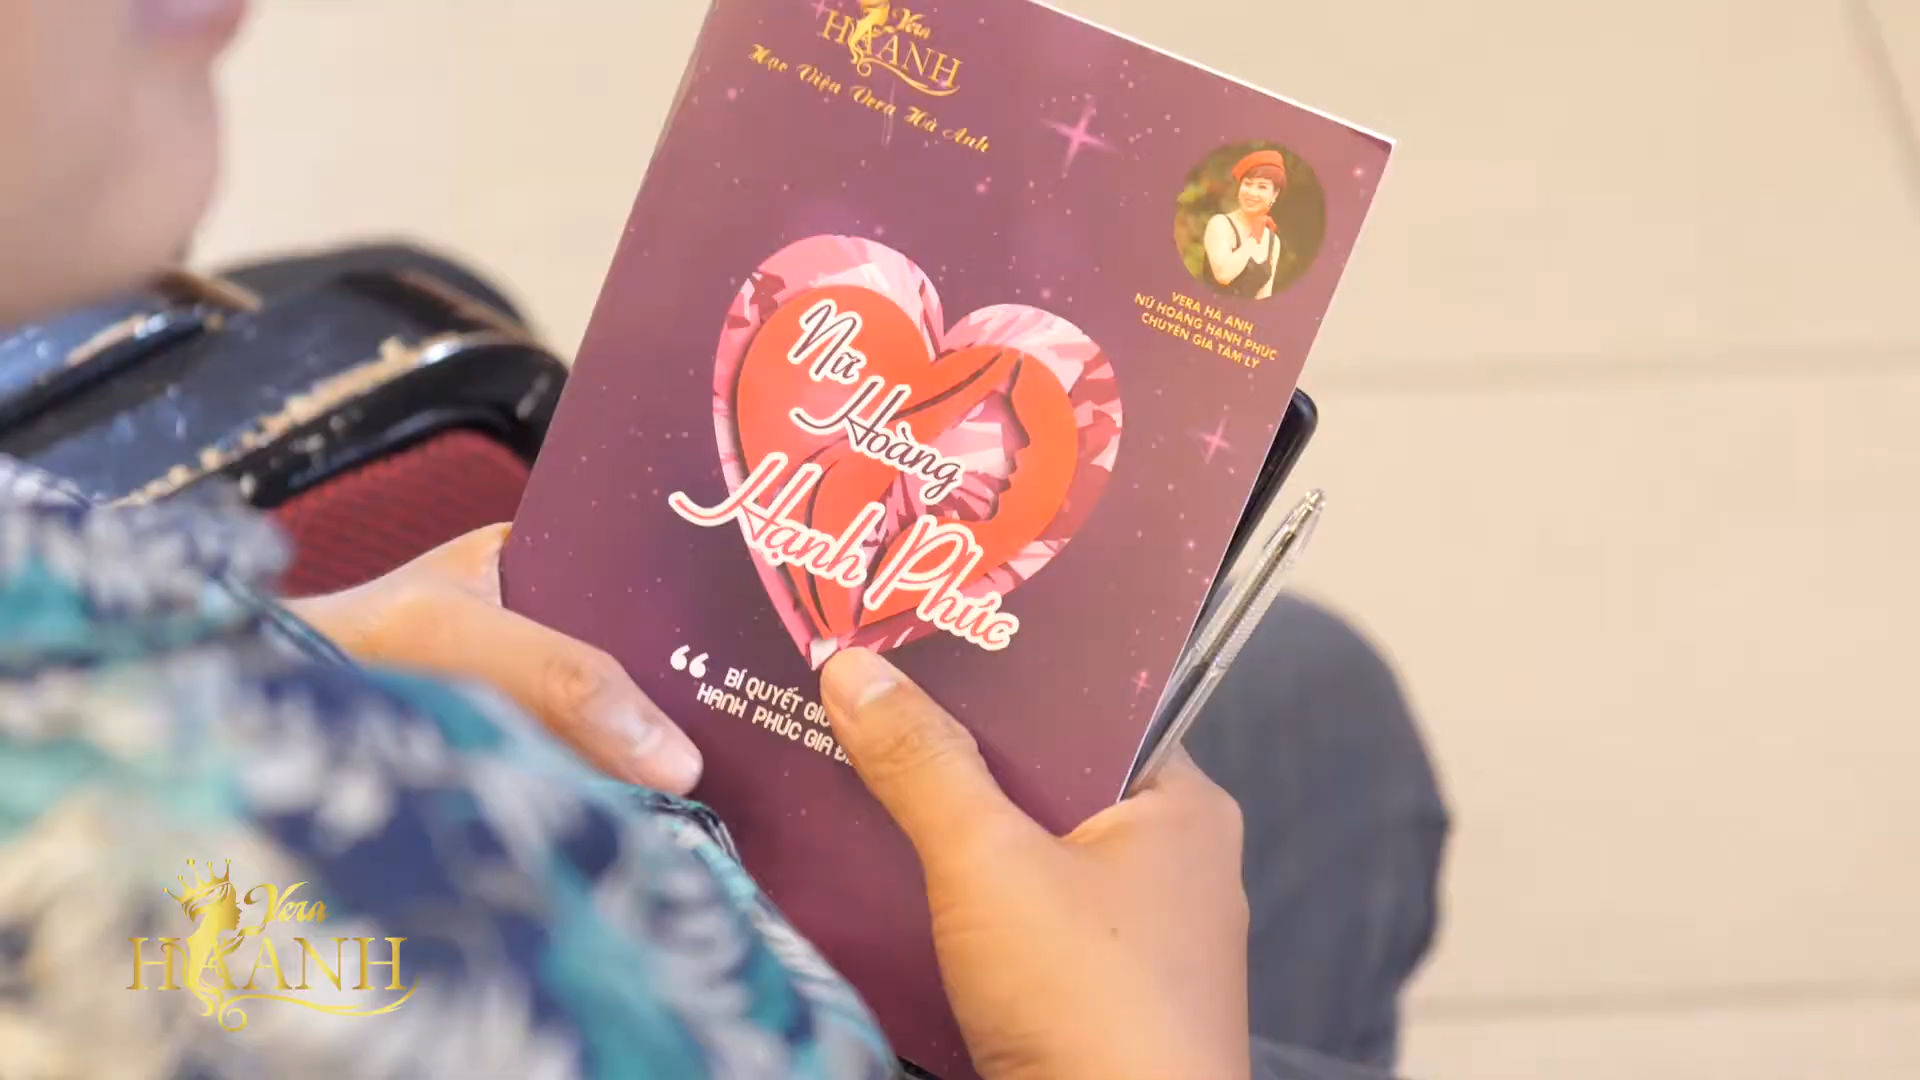 Vera
HÀ ANH
Học Viện Vera Hà Anh
VERA HÀ ANH
NỮ HOÀNG HẠNH PHÚC
CHUYÊN GIA TÂM LÝ
Nữ
Hoàng
Hạnh Phúc
“ BÍ QUYẾT
HẠNH PHÚC GIA
Vera
HÀ ANH